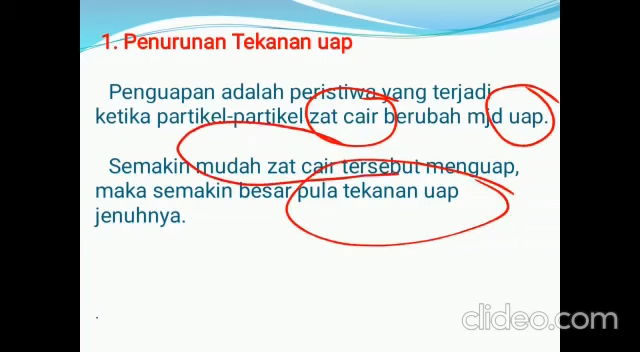 1. Penurunan Tekanan uap
Penguapan adalah peristiwa yang terjadi
ketika partikel-partikel zat cair berubah mjd uap.
Semakin mudah zat cair tersebut menguap,
maka semakin besar pula tekanan uap
jenuhnya.
.
clideo.com